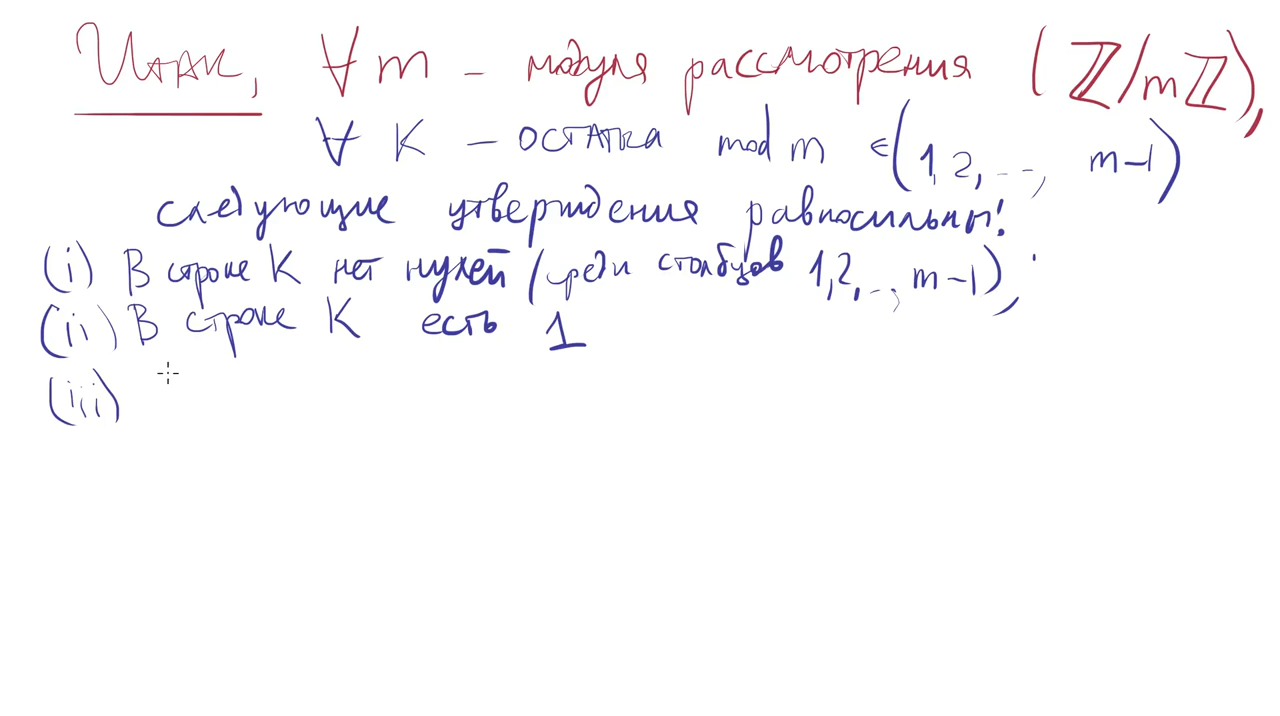 Итак, ∀ m – модуля рассмотрения (ℤ/mℤ),
∀ K – остатка mod m ∈ (1, 2, ..., m-1)
следующие утверждения равносильны!
(i) В строке K нет нулей (среди столбцов 1, 2, .., m-1),
(ii) В строке K есть 1
(iii)